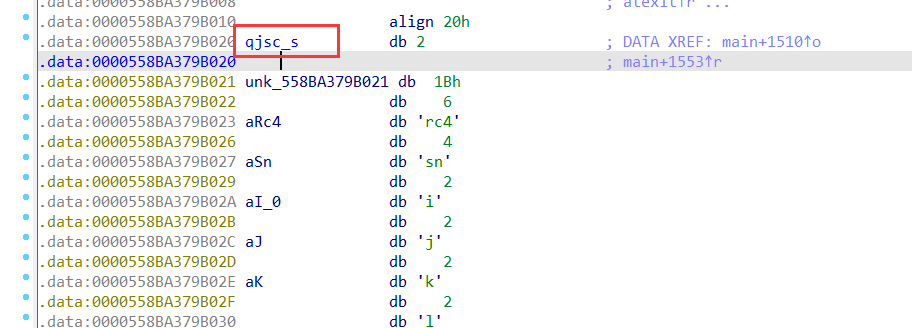 .data:0000558BA379B008 ; atexit↑r ...
.data:0000558BA379B010 align 20h
.data:0000558BA379B020 qjsc_s db 2 ; DATA XREF: main+1510↑o
.data:0000558BA379B020 ; main+1553↑r
.data:0000558BA379B021 unk_558BA379B021 db 1Bh
.data:0000558BA379B022 db 6
.data:0000558BA379B023 aRc4 db 'rc4'
.data:0000558BA379B026 db 4
.data:0000558BA379B027 aSn db 'sn'
.data:0000558BA379B029 db 2
.data:0000558BA379B02A aI_0 db 'i'
.data:0000558BA379B02B db 2
.data:0000558BA379B02C aJ db 'j'
.data:0000558BA379B02D db 2
.data:0000558BA379B02E aK db 'k'
.data:0000558BA379B02F db 2
.data:0000558BA379B030 db 'l'